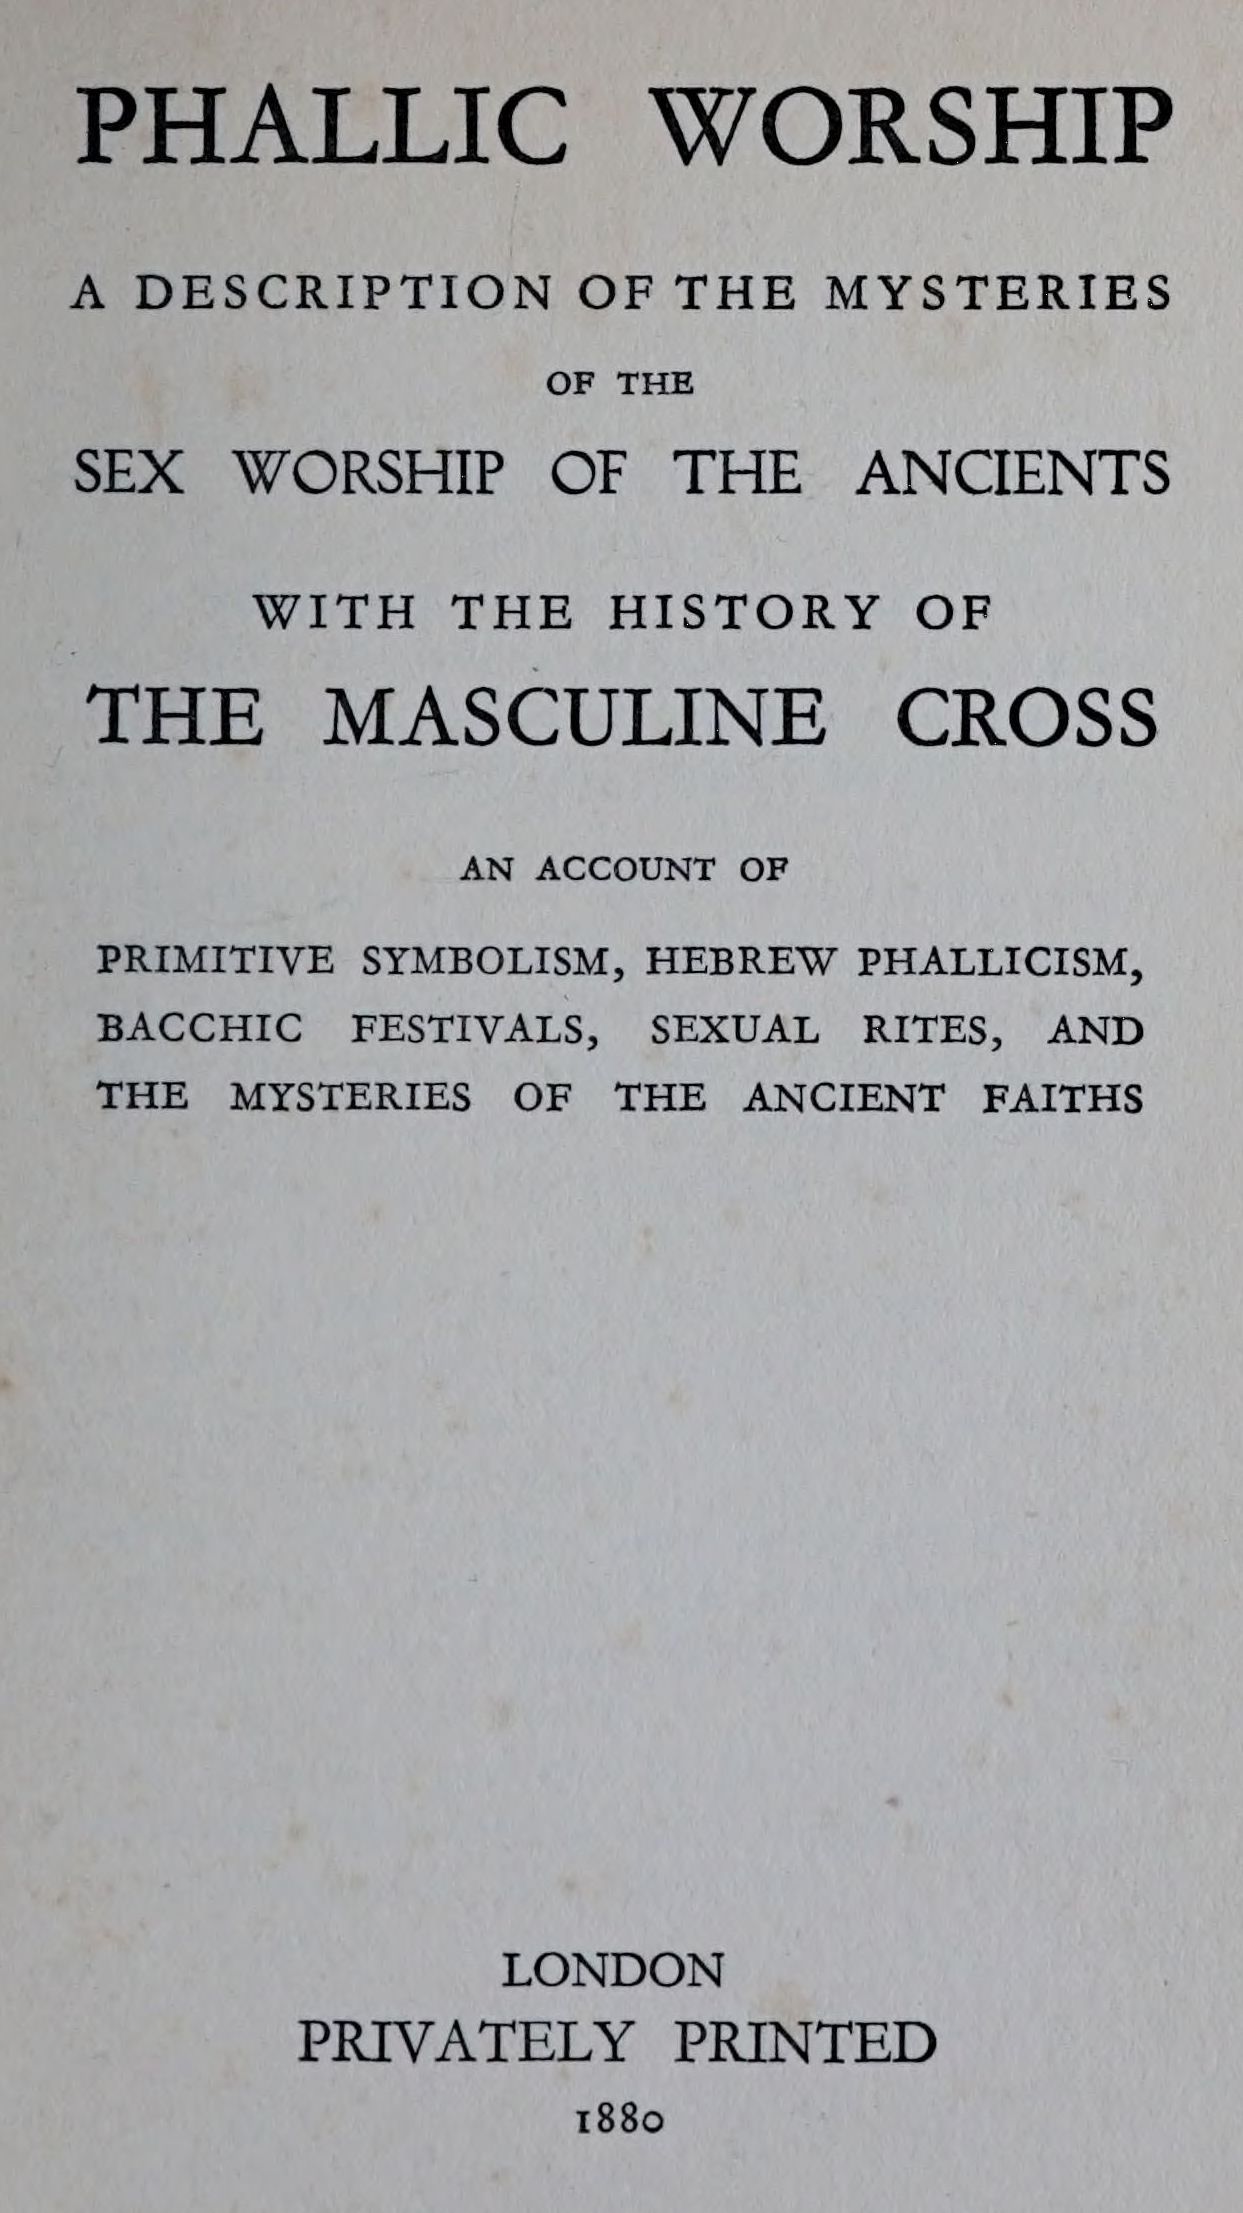 PHALLIC WORSHIP
A DESCRIPTION OF THE MYSTERIES
OF THE
SEX WORSHIP OF THE ANCIENTS
WITH THE HISTORY OF
THE MASCULINE CROSS
AN ACCOUNT OF
PRIMITIVE SYMBOLISM, HEBREW PHALLICISM,
BACCHIC FESTIVALS, SEXUAL RITES, AND
THE MYSTERIES OF THE ANCIENT FAITHS
LONDON
PRIVATELY PRINTED
1880